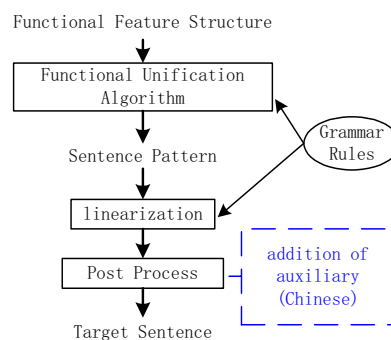 Functional Feature Structure
Functional Unification
Algorithm
Grammar
Rules
Sentence Pattern
linearization
addition of
auxiliary
(Chinese)
Post Process
Target Sentence